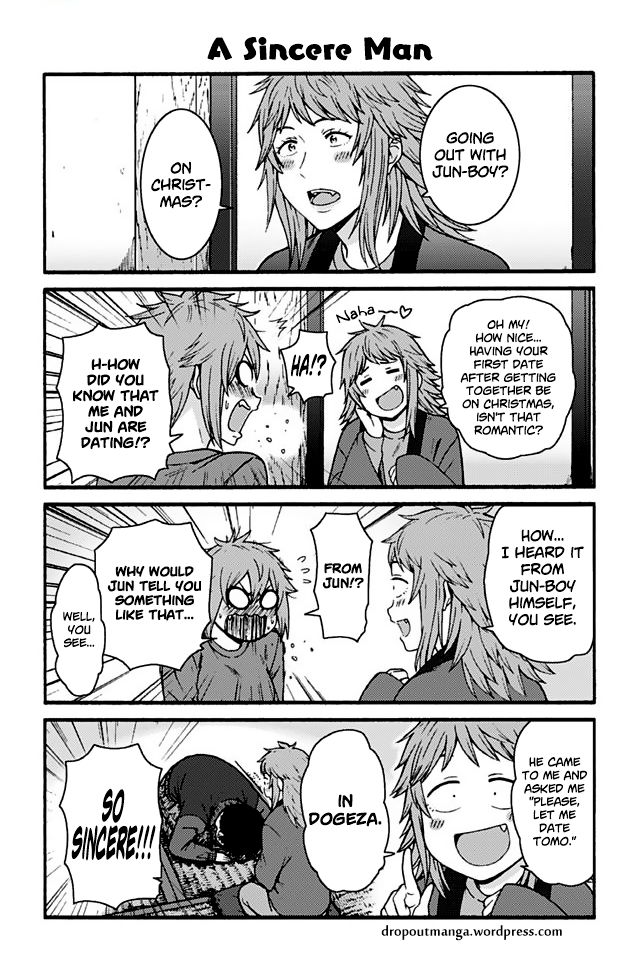 A Sincere Man
GOING
OUT WITH
JUN-BOY?
ON
CHRIST-
MAS?
OH MY!
HOW NICE...
HAVING YOUR
FIRST DATE
AFTER GETTING
TOGETHER BE
ON CHRISTMAS,
ISN'T THAT
ROMANTIC?
Naha~♡
HA!?
H-HOW
DID YOU
KNOW THAT
ME AND
JUN ARE
DATING!?
HOW...
I HEARD IT
FROM
JUN-BOY
HIMSELF,
YOU SEE.
FROM
JUN!?
WHY WOULD
JUN TELL YOU
SOMETHING
LIKE THAT...
WELL,
YOU
SEE...
HE CAME
TO ME AND
ASKED ME
"PLEASE,
LET ME
DATE
TOMO."
IN
DOGEZA.
SO
SINCERE!!!
dropoutmanga.wordpress.com